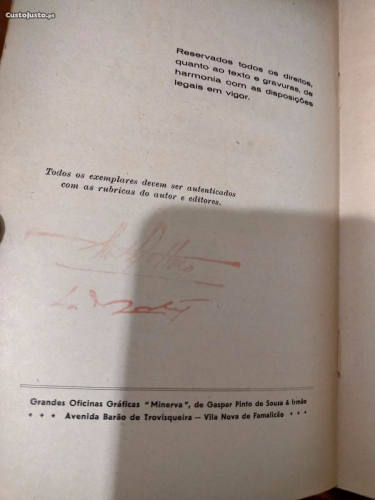 CustoJusto.pt
Reservados todos os direitos,
quanto ao texto e gravuras, de
harmonia com as disposições
legais em vigor.
Todos os exemplares devem ser autenticados
com as rubricas do autor e editores.
Grandes Oficinas Gráficas "Minerva", de Gaspar Pinto de Sousa & Irmão
• • • Avenida Barão de Trovisqueira — Vila Nova de Famalicão • • •